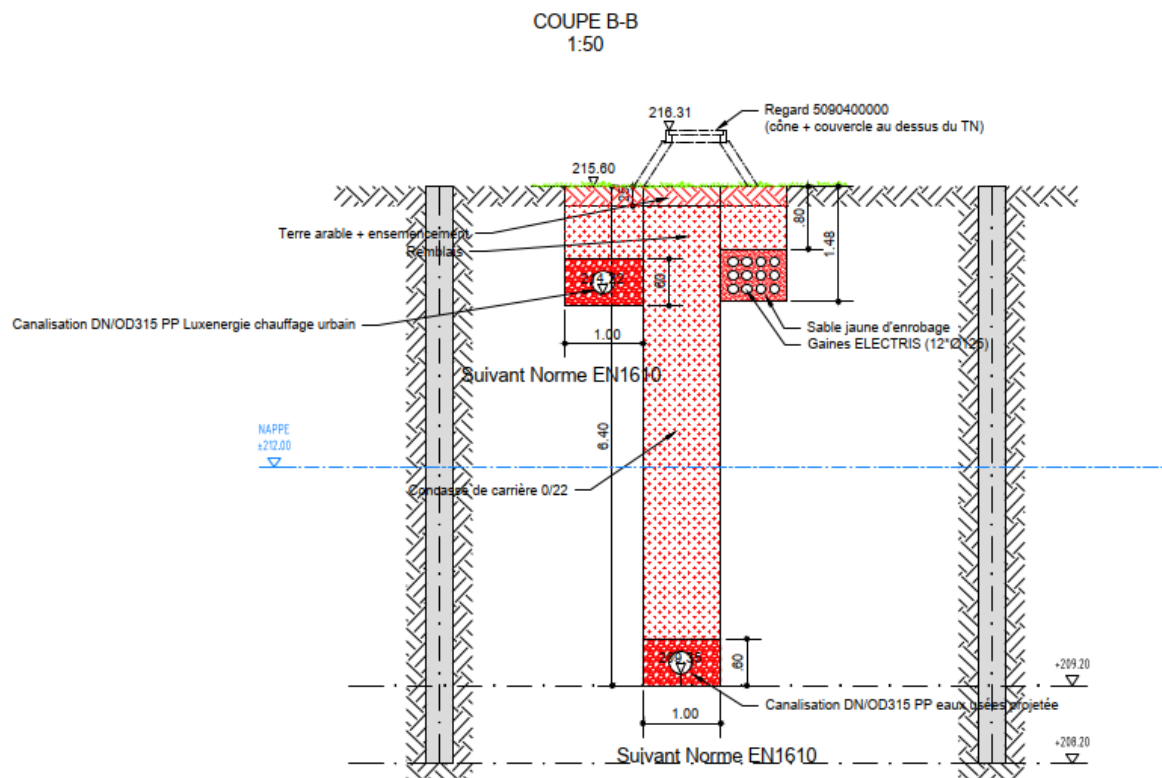 COUPE B-B
1:50
216.31
Regard 5090400000
(cône + couvercle au dessus du TN)
215.60
.25
.80
1.48
Terre arable + ensemencement
Remblais
.60
Canalisation DN/OD315 PP Luxenergie chauffage urbain
Sable jaune d'enrobage
Gaines ELECTRIS (12*Ø125)
1.00
Suivant Norme EN1610
NAPPE
±212.00
6.40
Concassé de carrière 0/22
209.35
.60
+209.20
Canalisation DN/OD315 PP eaux usées projetée
1.00
Suivant Norme EN1610
+208.20